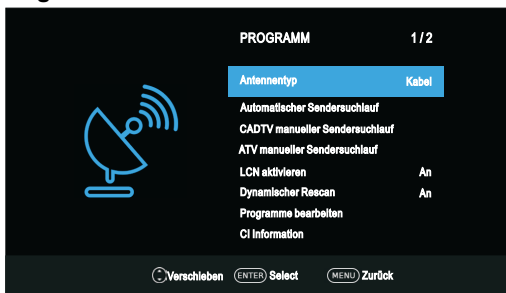 PROGRAMM 1/2
Antennentyp Kabel
Automatischer Sendersuchlauf
CADTV manueller Sendersuchlauf
ATV manueller Sendersuchlauf
LCN aktivieren An
Dynamischer Rescan An
Programme bearbeiten
CI Information
Verschieben ENTER Select MENU Zurück